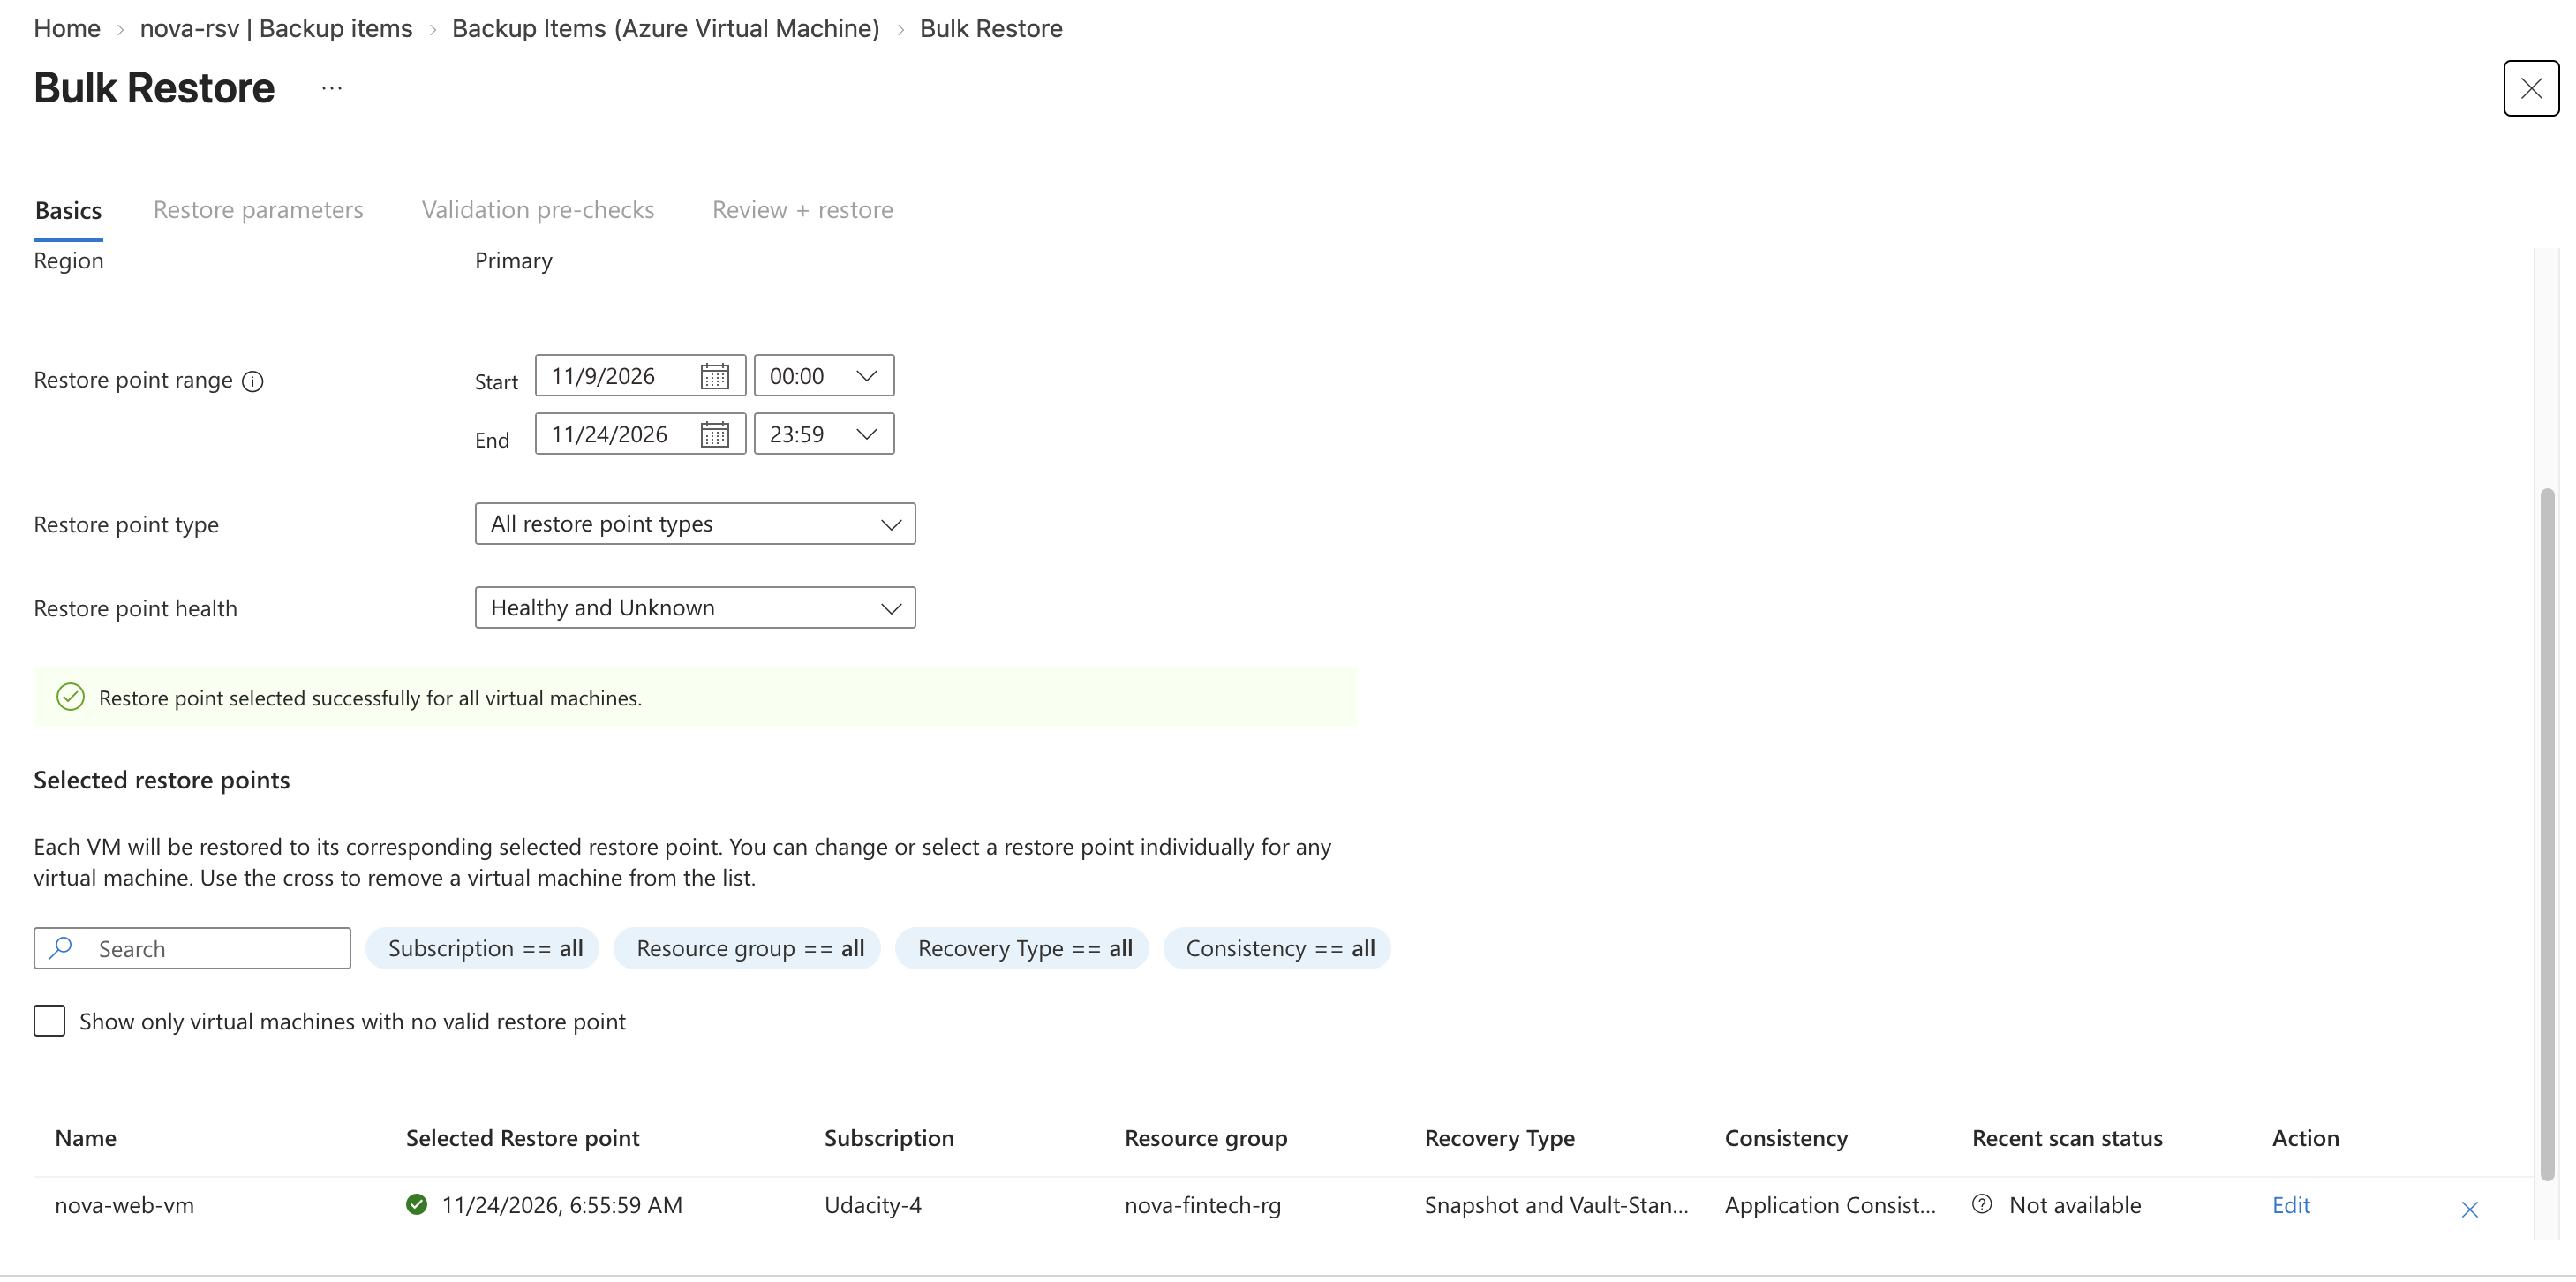 Home > nova-rsv | Backup items > Backup Items (Azure Virtual Machine) > Bulk Restore
Bulk Restore ...
Basics Restore parameters Validation pre-checks Review + restore
Region Primary
Restore point range Start 11/9/2026 00:00
End 11/24/2026 23:59
Restore point type All restore point types
Restore point health Healthy and Unknown
Restore point selected successfully for all virtual machines.
Selected restore points
Each VM will be restored to its corresponding selected restore point. You can change or select a restore point individually for any
virtual machine. Use the cross to remove a virtual machine from the list.
Search Subscription == all Resource group == all Recovery Type == all Consistency == all
Show only virtual machines with no valid restore point
Name Selected Restore point Subscription Resource group Recovery Type Consistency Recent scan status Action
nova-web-vm 11/24/2026, 6:55:59 AM Udacity-4 nova-fintech-rg Snapshot and Vault-Stan... Application Consist... Not available Edit